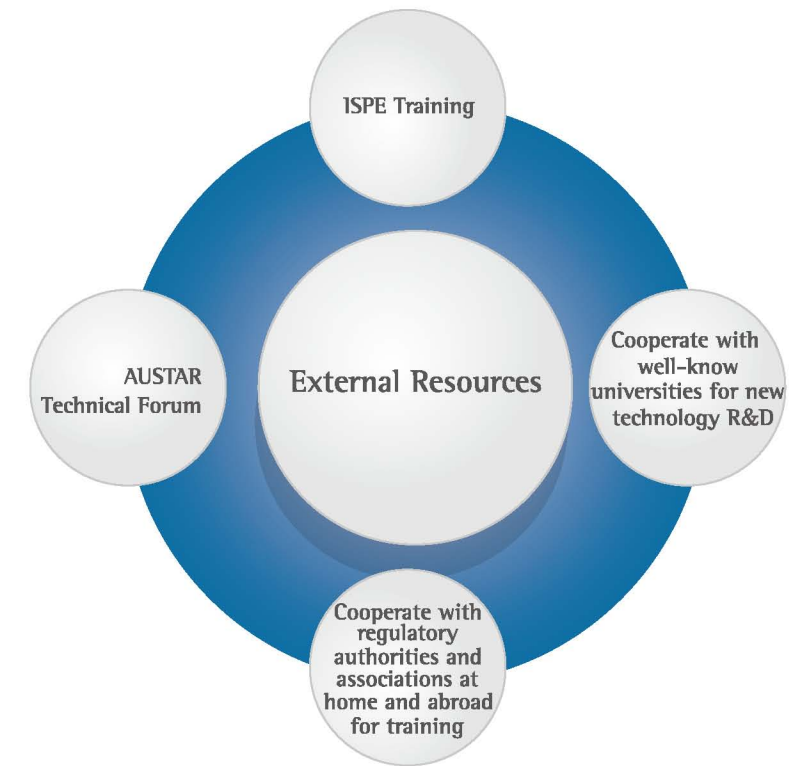 ISPE Training
External Resources
AUSTAR
Technical Forum
Cooperate with
well-know
universities for new
technology R&D
Cooperate with
regulatory
authorities and
associations at
home and abroad
for training